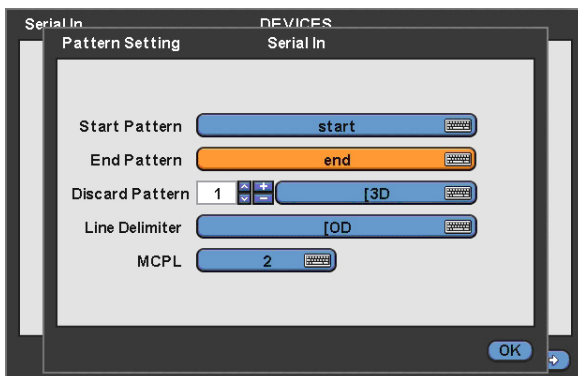 Serial In DEVICES
Pattern Setting Serial In
Start Pattern start
End Pattern end
Discard Pattern 1 [3D
Line Delimiter [OD
MCPL 2
OK